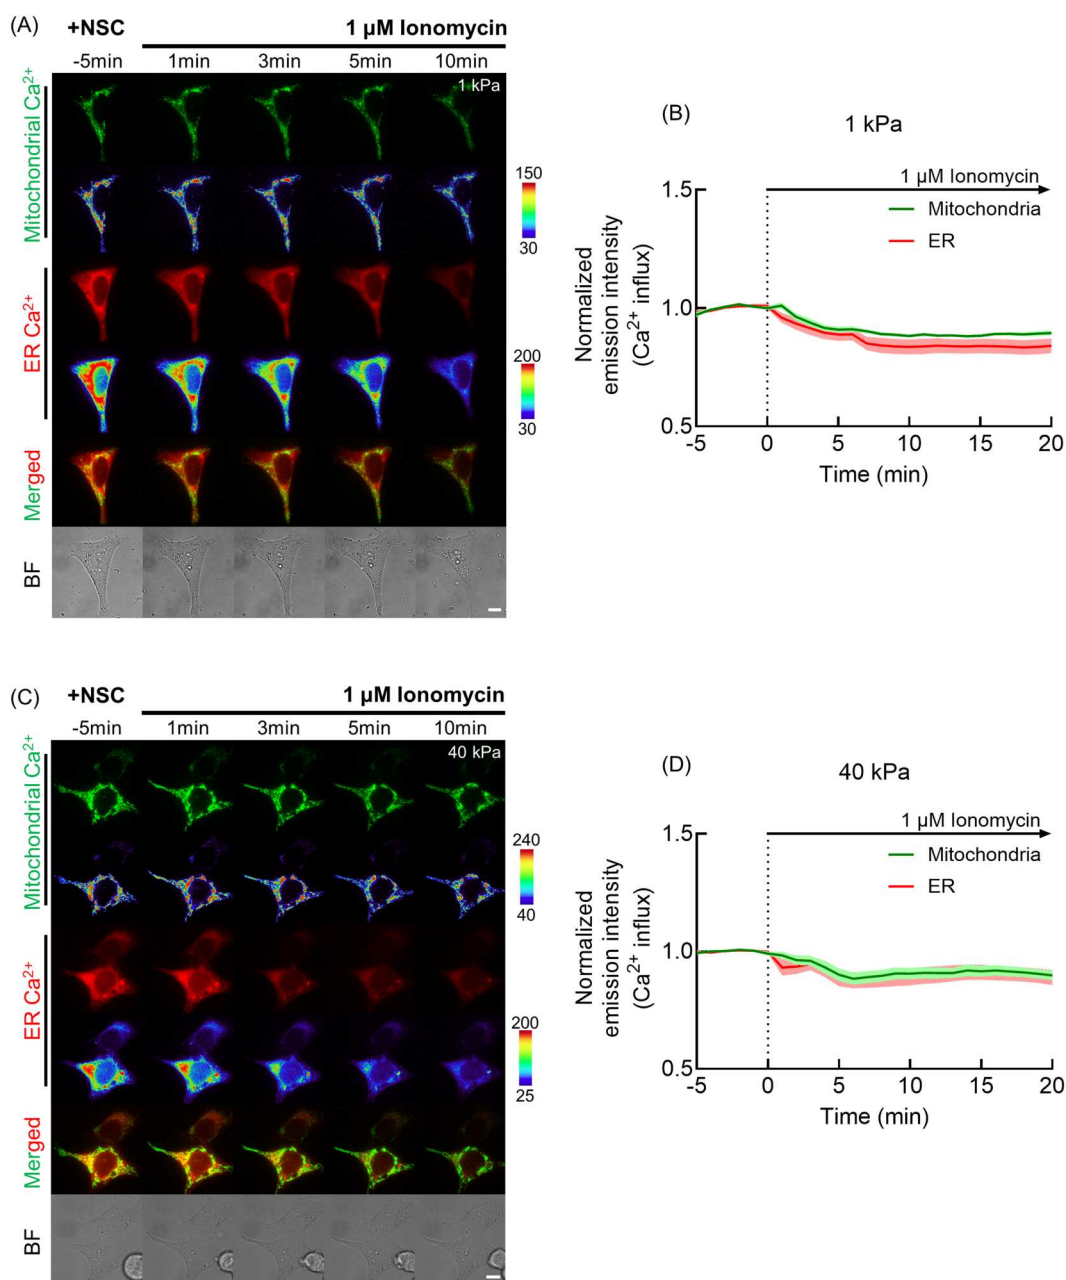 (A)
+NSC 1 µM Ionomycin
-5min 1min 3min 5min 10min
1 kPa
Mitochondrial Ca²⁺
150
30
ER Ca²⁺
200
30
Merged
BF
(B)
1 kPa
1 µM Ionomycin
Mitochondria
ER
Normalized
emission intensity
(Ca²⁺ influx)
1.5
1.0
0.5
-5 0 5 10 15 20
Time (min)
(C)
+NSC 1 µM Ionomycin
-5min 1min 3min 5min 10min
40 kPa
Mitochondrial Ca²⁺
240
40
ER Ca²⁺
200
25
Merged
BF
(D)
40 kPa
1 µM Ionomycin
Mitochondria
ER
Normalized
emission intensity
(Ca²⁺ influx)
1.5
1.0
0.5
-5 0 5 10 15 20
Time (min)